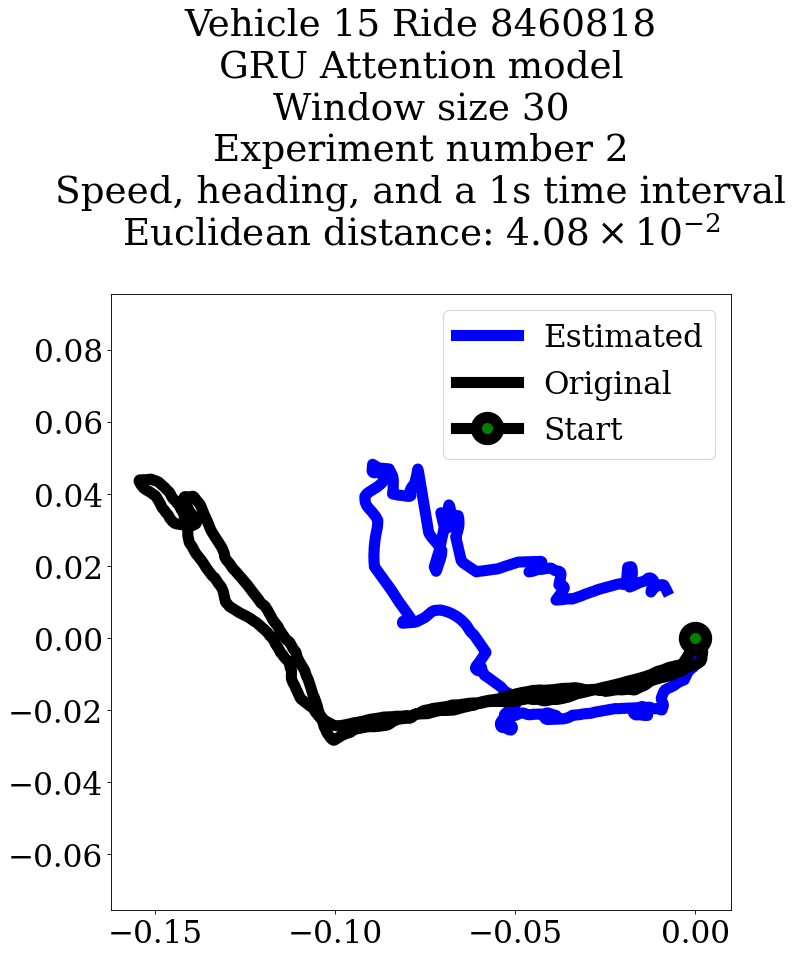 Vehicle 15 Ride 8460818
GRU Attention model
Window size 30
Experiment number 2
Speed, heading, and a 1s time interval
Euclidean distance: 4.08 × 10⁻²
Estimated
Original
Start
0.08
0.06
0.04
0.02
0.00
−0.02
−0.04
−0.06
−0.15 −0.10 −0.05 0.00